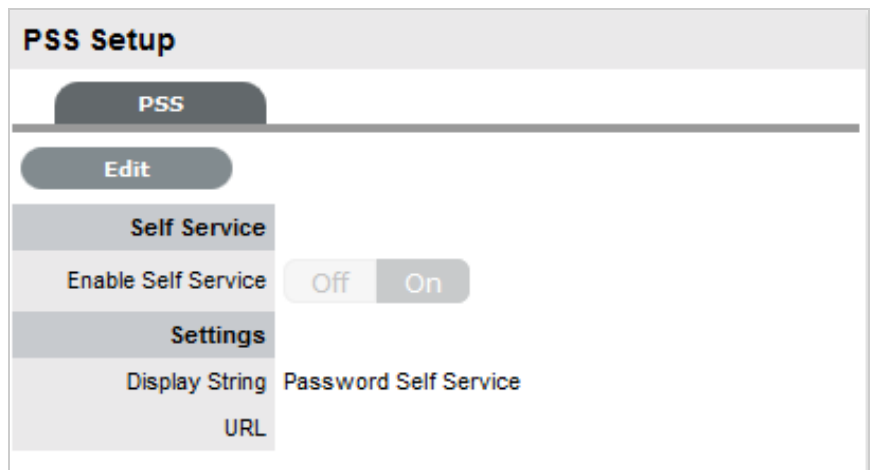 PSS Setup
PSS
Edit
Self Service
Enable Self Service Off On
Settings
Display String Password Self Service
URL